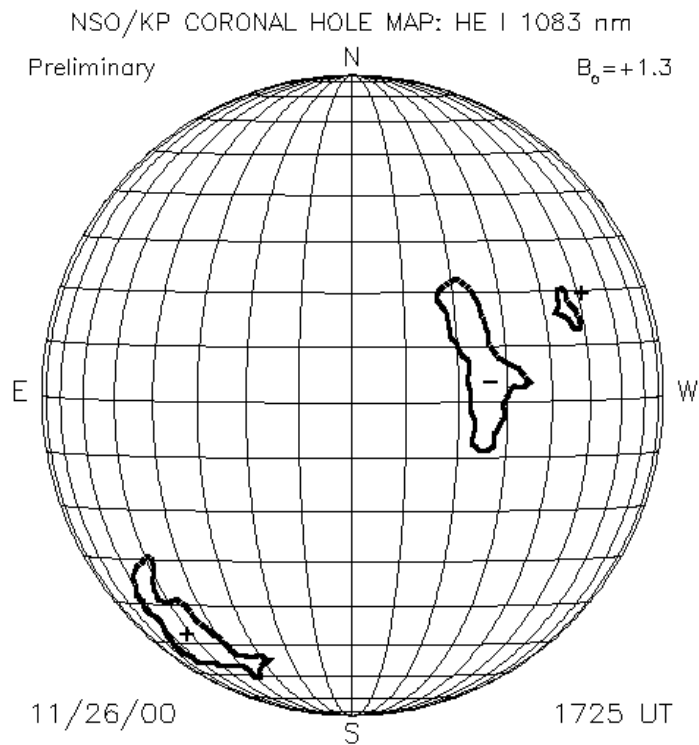 NSO/KP CORONAL HOLE MAP: HE I 1083 nm
Preliminary
N
B₀=+1.3
+
E
−
W
+
11/26/00
S
1725 UT